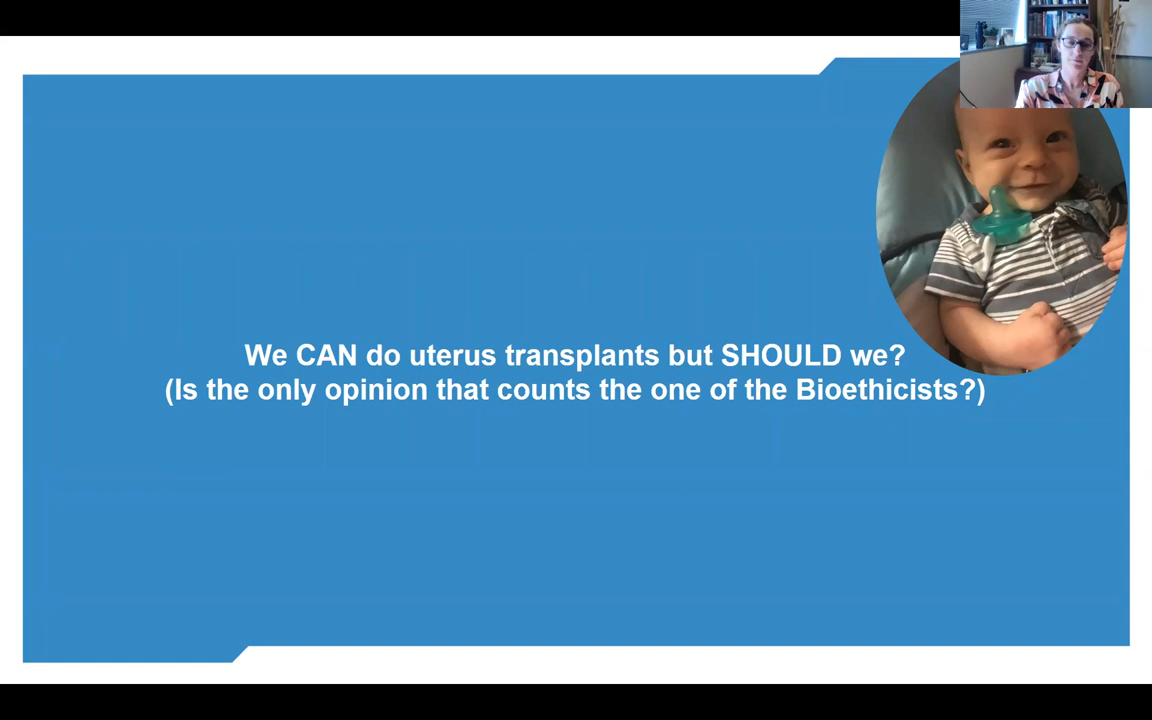 We CAN do uterus transplants but SHOULD we?
(Is the only opinion that counts the one of the Bioethicists?)